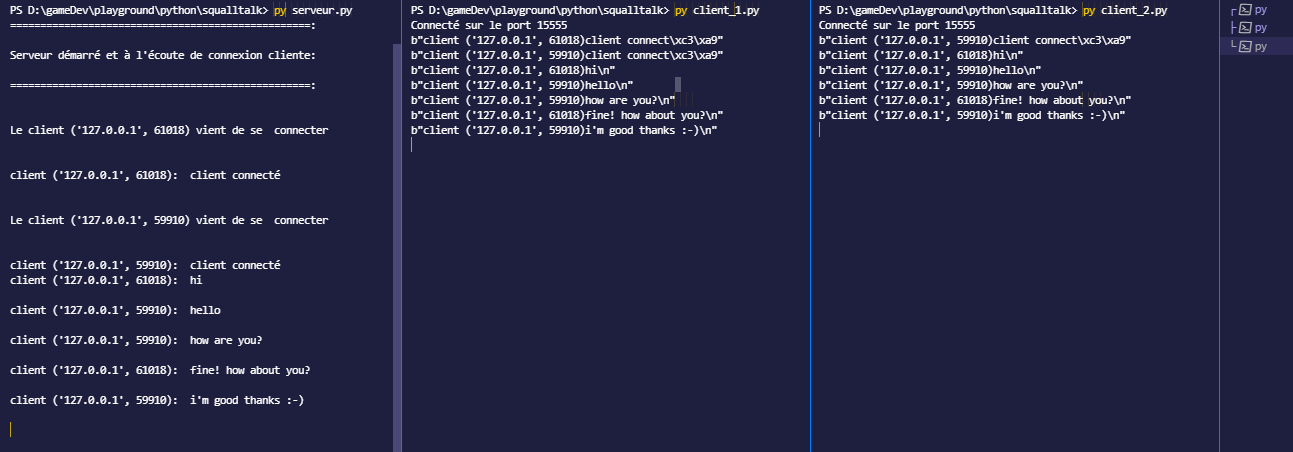 PS D:\gameDev\playground\python\squalltalk> py serveur.py
==================================================:
Serveur démarré et à l'écoute de connexion cliente:
==================================================:
Le client ('127.0.0.1', 61018) vient de se  connecter
client ('127.0.0.1', 61018):  client connecté
Le client ('127.0.0.1', 59910) vient de se  connecter
client ('127.0.0.1', 59910):  client connecté
client ('127.0.0.1', 61018):  hi
client ('127.0.0.1', 59910):  hello
client ('127.0.0.1', 59910):  how are you?
client ('127.0.0.1', 61018):  fine! how about you?
client ('127.0.0.1', 59910):  i'm good thanks :-)
PS D:\gameDev\playground\python\squalltalk> py client_1.py
Connecté sur le port 15555
b"client ('127.0.0.1', 61018)client connect\xc3\xa9"
b"client ('127.0.0.1', 59910)client connect\xc3\xa9"
b"client ('127.0.0.1', 61018)hi\n"
b"client ('127.0.0.1', 59910)hello\n"
b"client ('127.0.0.1', 59910)how are you?\n"
b"client ('127.0.0.1', 61018)fine! how about you?\n"
b"client ('127.0.0.1', 59910)i'm good thanks :-)\n"
PS D:\gameDev\playground\python\squalltalk> py client_2.py
Connecté sur le port 15555
b"client ('127.0.0.1', 59910)client connect\xc3\xa9"
b"client ('127.0.0.1', 61018)hi\n"
b"client ('127.0.0.1', 59910)hello\n"
b"client ('127.0.0.1', 59910)how are you?\n"
b"client ('127.0.0.1', 61018)fine! how about you?\n"
b"client ('127.0.0.1', 59910)i'm good thanks :-)\n"
py
py
py